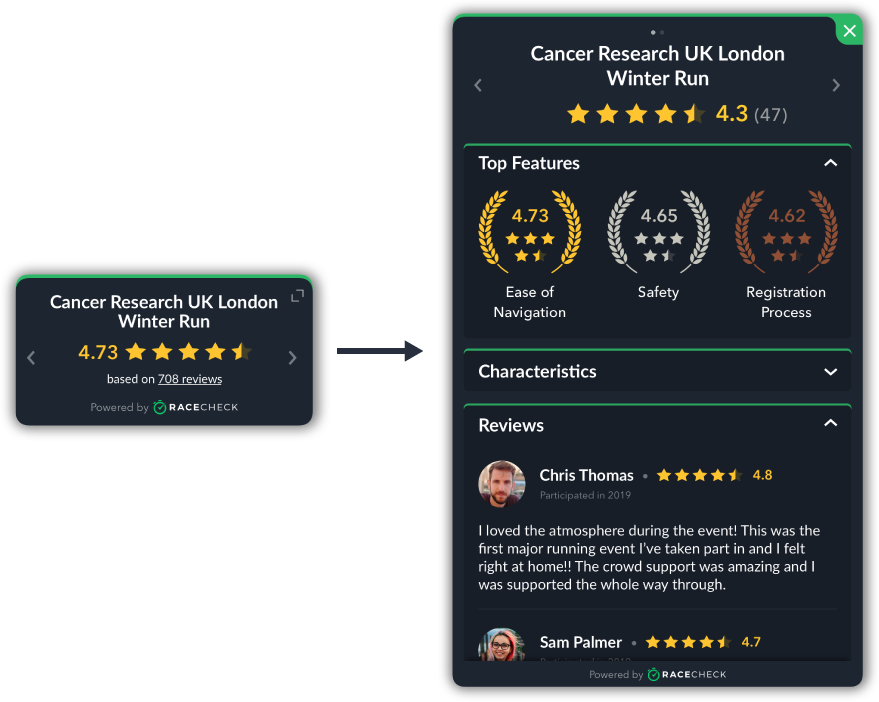 Cancer Research UK London
Winter Run
4.73
based on 708 reviews
Powered by RACECHECK
Cancer Research UK London
Winter Run
4.3 (47)
Top Features
4.73
Ease of
Navigation
4.65
Safety
4.62
Registration
Process
Characteristics
Reviews
Chris Thomas • 4.8
Participated in 2019
I loved the atmosphere during the event! This was the
first major running event I've taken part in and I felt
right at home!! The crowd support was amazing and I
was supported the whole way through.
Sam Palmer • 4.7
Participated in 2019
Powered by RACECHECK